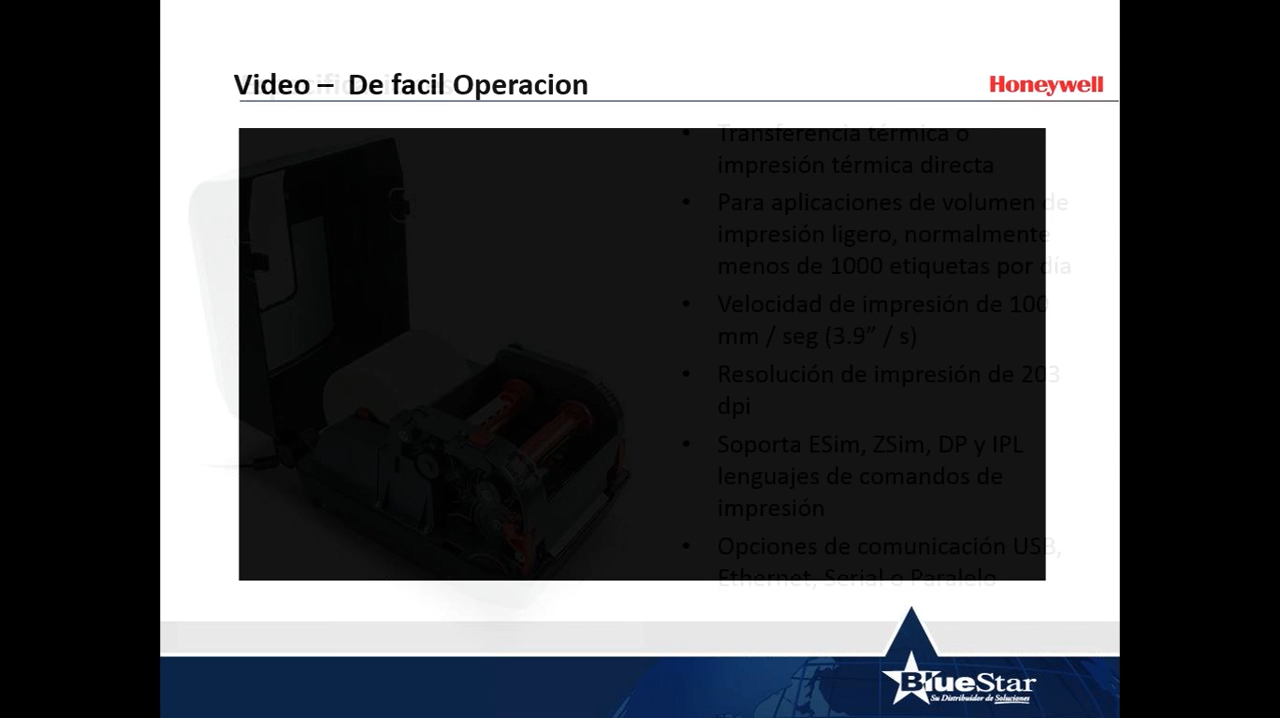 Video – De facil Operacion
Honeywell
• Transferencia térmica o
impresión térmica directa
• Para aplicaciones de volumen de
impresión ligero, normalmente
menos de 1000 etiquetas por día
• Velocidad de impresión de 100
mm / seg (3.9” / s)
• Resolución de impresión de 203
dpi
• Soporta ESim, ZSim, DP y IPL
lenguajes de comandos de
impresión
• Opciones de comunicación USB,
Ethernet, Serial o Paralelo
BlueStar
Su Distribuidor de Soluciones